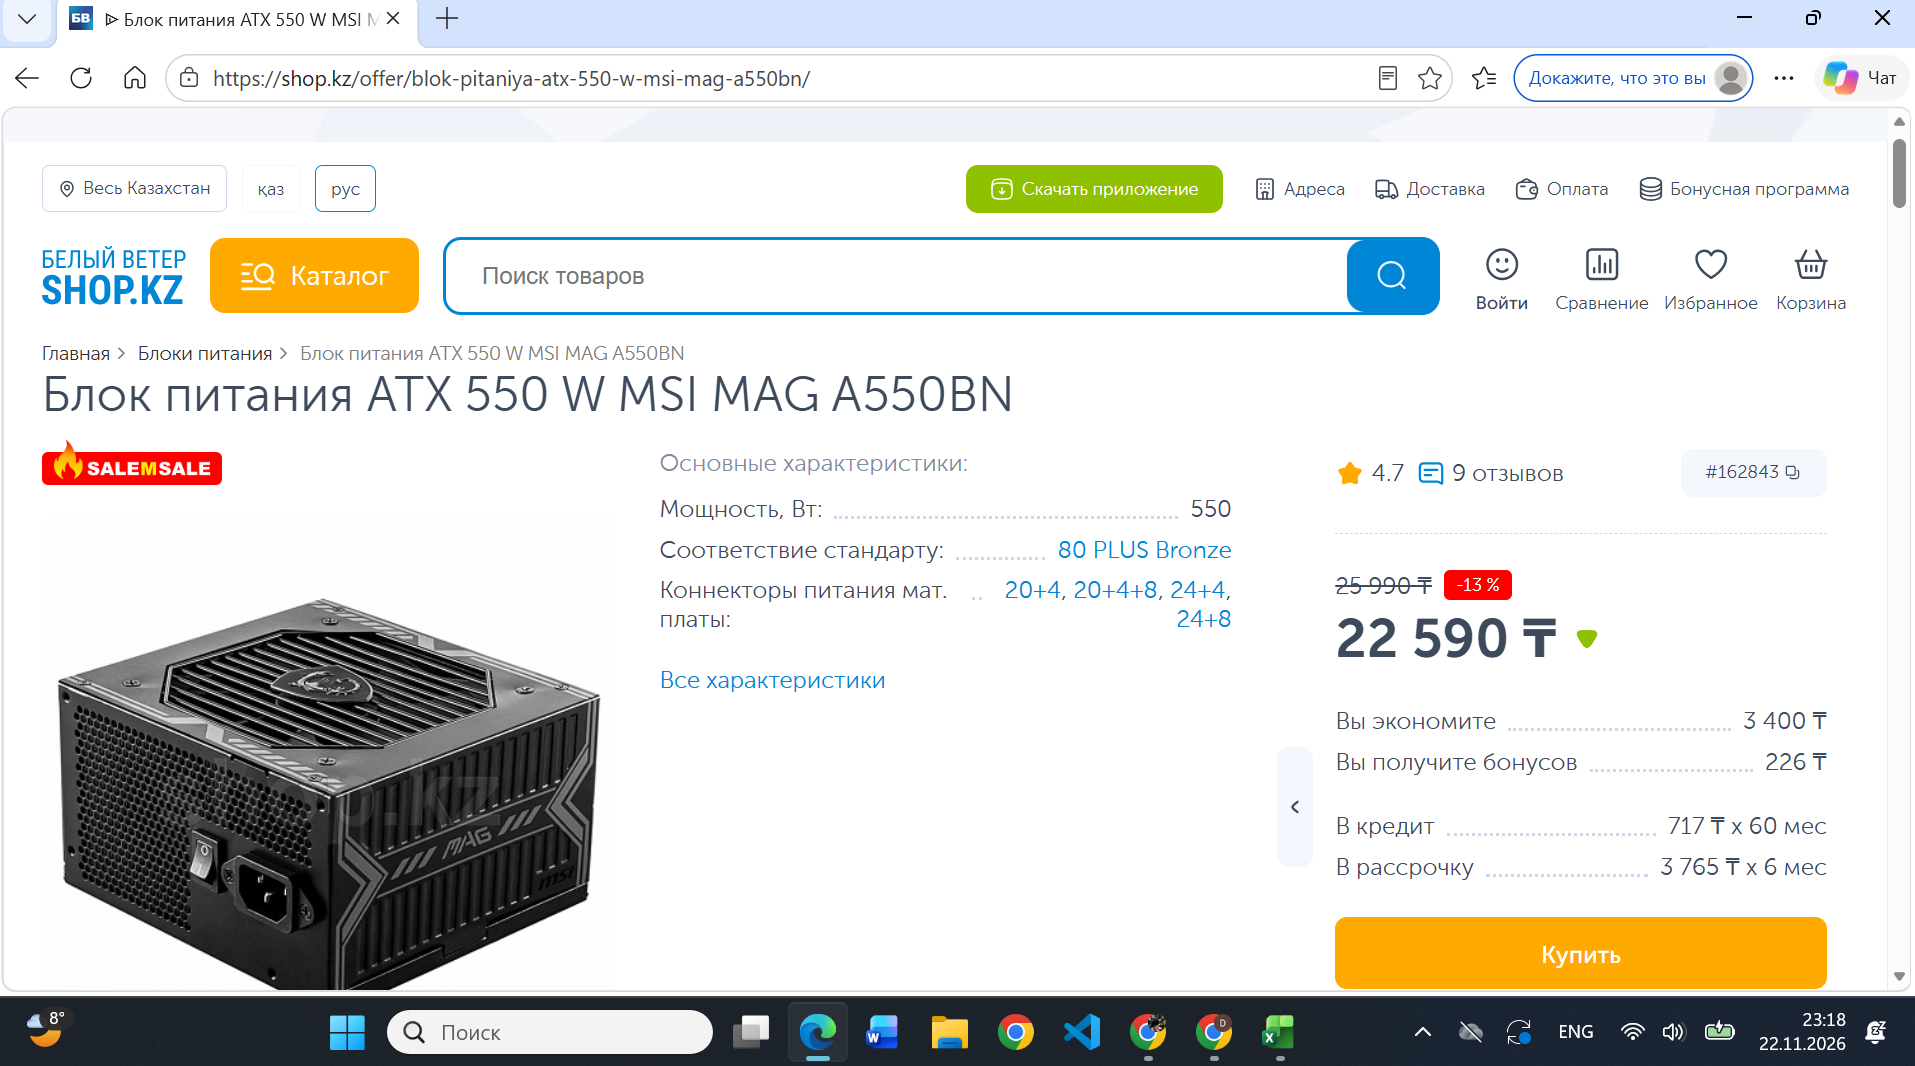 БВ
Блок питания ATX 550 W MSI M
https://shop.kz/offer/blok-pitaniya-atx-550-w-msi-mag-a550bn/
Докажите, что это вы
Чат
Весь Казахстан
қаз
рус
Скачать приложение
Адреса
Доставка
Оплата
Бонусная программа
БЕЛЫЙ ВЕТЕР
SHOP.KZ
Каталог
Поиск товаров
Войти
Сравнение
Избранное
Корзина
Главная > Блоки питания > Блок питания ATX 550 W MSI MAG A550BN
Блок питания ATX 550 W MSI MAG A550BN
SALEMSALE
Основные характеристики:
Мощность, Вт: 550
Соответствие стандарту: 80 PLUS Bronze
Коннекторы питания мат. платы: 20+4, 20+4+8, 24+4, 24+8
Все характеристики
4.7
9 отзывов
#162843
25 990 ₸
-13 %
22 590 ₸
Вы экономите 3 400 ₸
Вы получите бонусов 226 ₸
В кредит 717 ₸ x 60 мес
В рассрочку 3 765 ₸ x 6 мес
Купить
MAG
msi
8°
Поиск
ENG
23:18
22.11.2026